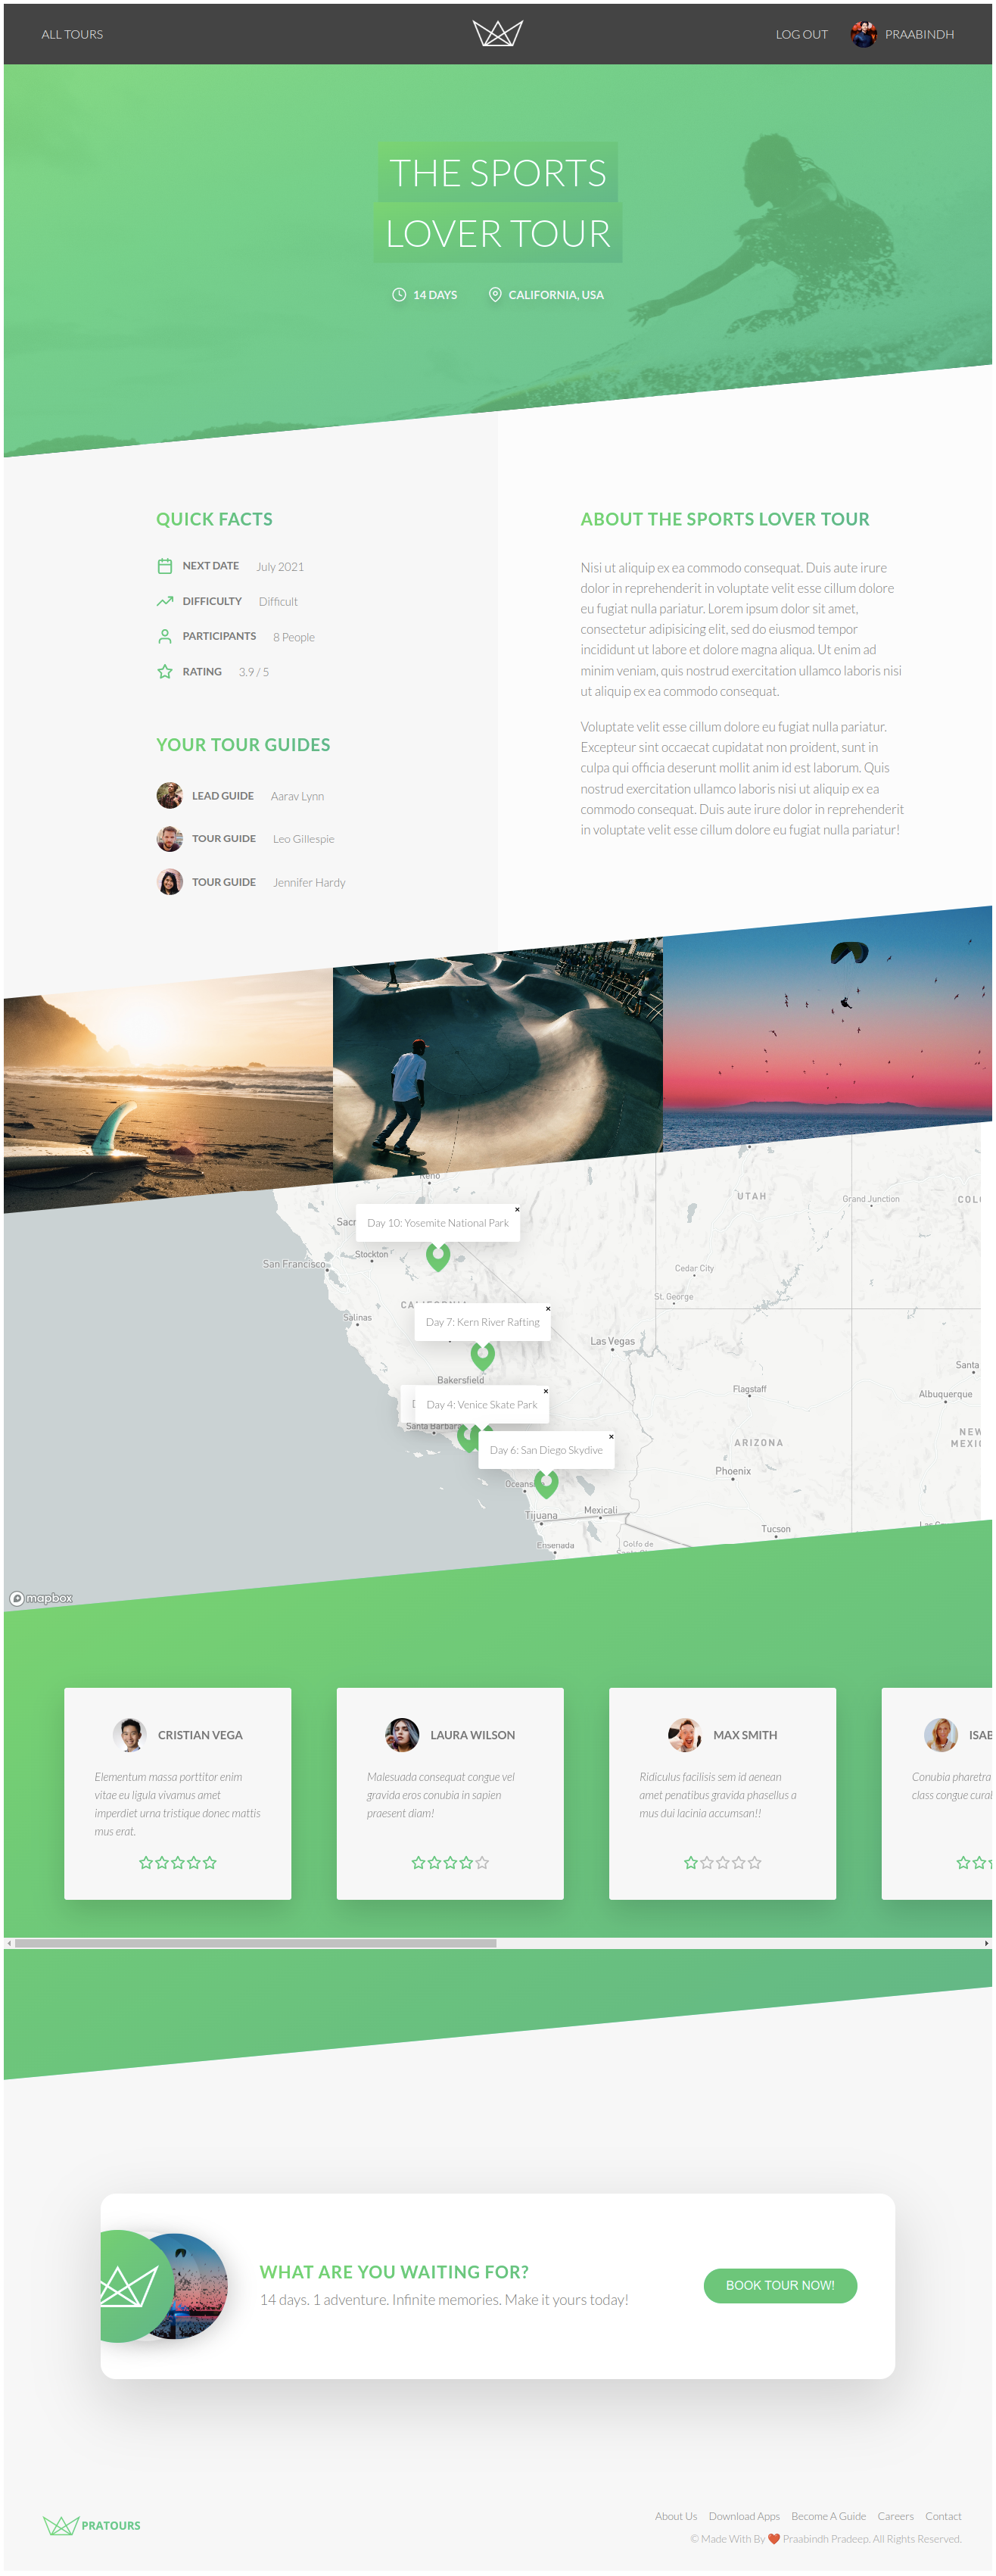 ALL TOURS
LOG OUT
PRAABINDH
THE SPORTS
LOVER TOUR
14 DAYS
CALIFORNIA, USA
QUICK FACTS
NEXT DATE July 2021
DIFFICULTY Difficult
PARTICIPANTS 8 People
RATING 3.9 / 5
YOUR TOUR GUIDES
LEAD GUIDE Aarav Lynn
TOUR GUIDE Leo Gillespie
TOUR GUIDE Jennifer Hardy
ABOUT THE SPORTS LOVER TOUR
Nisi ut aliquip ex ea commodo consequat. Duis aute irure
dolor in reprehenderit in voluptate velit esse cillum dolore
eu fugiat nulla pariatur. Lorem ipsum dolor sit amet,
consectetur adipisicing elit, sed do eiusmod tempor
incididunt ut labore et dolore magna aliqua. Ut enim ad
minim veniam, quis nostrud exercitation ullamco laboris nisi
ut aliquip ex ea commodo consequat.
Voluptate velit esse cillum dolore eu fugiat nulla pariatur.
Excepteur sint occaecat cupidatat non proident, sunt in
culpa qui officia deserunt mollit anim id est laborum. Quis
nostrud exercitation ullamco laboris nisi ut aliquip ex ea
commodo consequat. Duis aute irure dolor in reprehenderit
in voluptate velit esse cillum dolore eu fugiat nulla pariatur!
Reno
UTAH
Grand Junction
Day 10: Yosemite National Park
×
Stockton
San Francisco
Cedar City
St. George
Salinas
Day 7: Kern River Rafting
×
Las Vegas
Santa
Bakersfield
Flagstaff
Albuquerque
Day 4: Venice Skate Park
×
Santa Barbara
ARIZONA
NEW
Day 6: San Diego Skydive
×
Phoenix
Mexicali
Tijuana
Tucson
Ensenada
Golfo de
mapbox
CRISTIAN VEGA
Elementum massa porttitor enim
vitae eu ligula vivamus amet
imperdiet urna tristique donec mattis
mus erat.
LAURA WILSON
Malesuada consequat congue vel
gravida eros conubia in sapien
praesent diam!
MAX SMITH
Ridiculus facilisis sem id aenean
amet penatibus gravida phasellus a
mus dui lacinia accumsan!!
ISAB
Conubia pharetra
class congue
WHAT ARE YOU WAITING FOR?
14 days. 1 adventure. Infinite memories. Make it yours today!
BOOK TOUR NOW!
PRATOURS
About Us Download Apps Become A Guide Careers Contact
© Made With By ❤️ Praabindh Pradeep. All Rights Reserved.